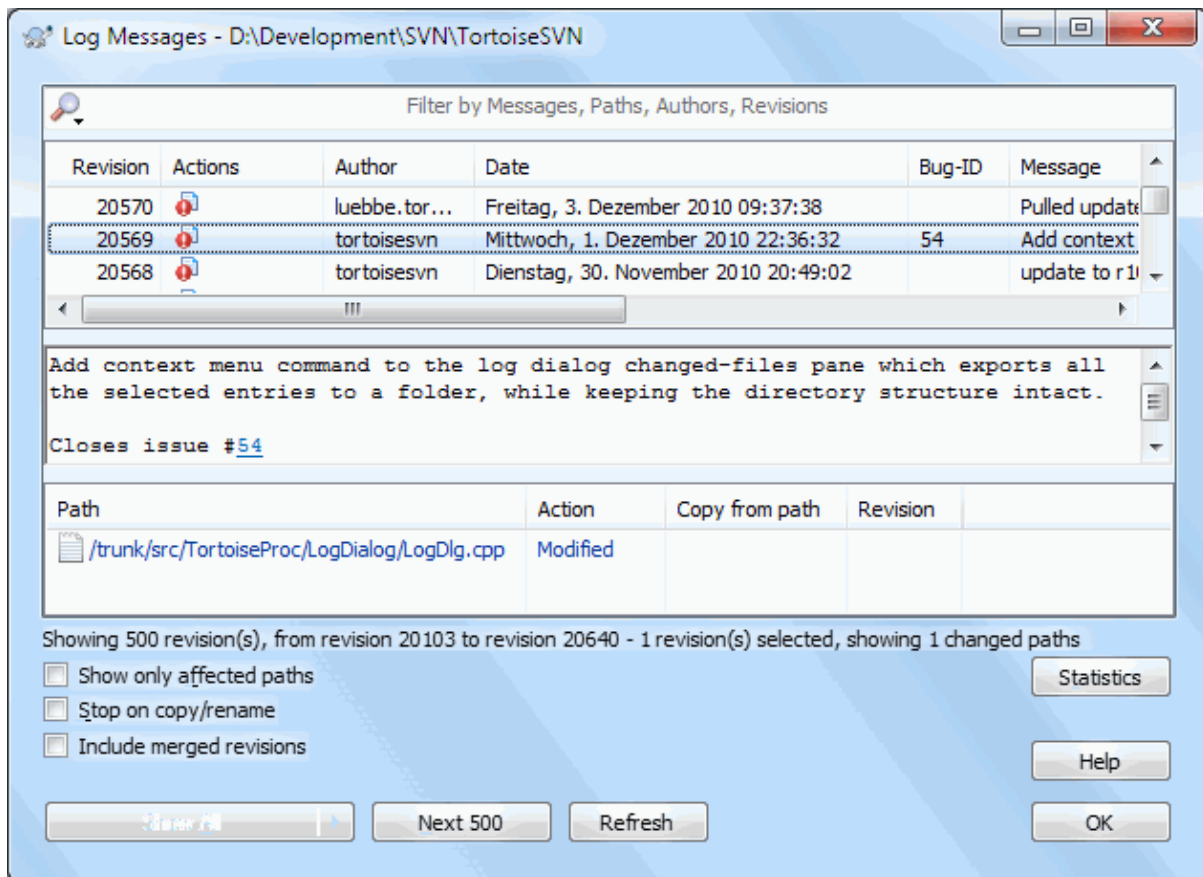 Log Messages - D:\Development\SVN\TortoiseSVN
Filter by Messages, Paths, Authors, Revisions
Revision Actions Author Date Bug-ID Message
20570 luebbe.tor... Freitag, 3. Dezember 2010 09:37:38 Pulled update
20569 tortoisesvn Mittwoch, 1. Dezember 2010 22:36:32 54 Add context
20568 tortoisesvn Dienstag, 30. November 2010 20:49:02 update to
Add context menu command to the log dialog changed-files pane which exports all
the selected entries to a folder, while keeping the directory structure intact.
Closes issue #54
Path Action Copy from path Revision
/trunk/src/TortoiseProc/LogDialog/LogDlg.cpp Modified
Showing 500 revision(s), from revision 20103 to revision 20640 - 1 revision(s) selected, showing 1 changed paths
Show only affected paths
Statistics
Stop on copy/rename
Include merged revisions
Help
Show All Next 500 Refresh OK